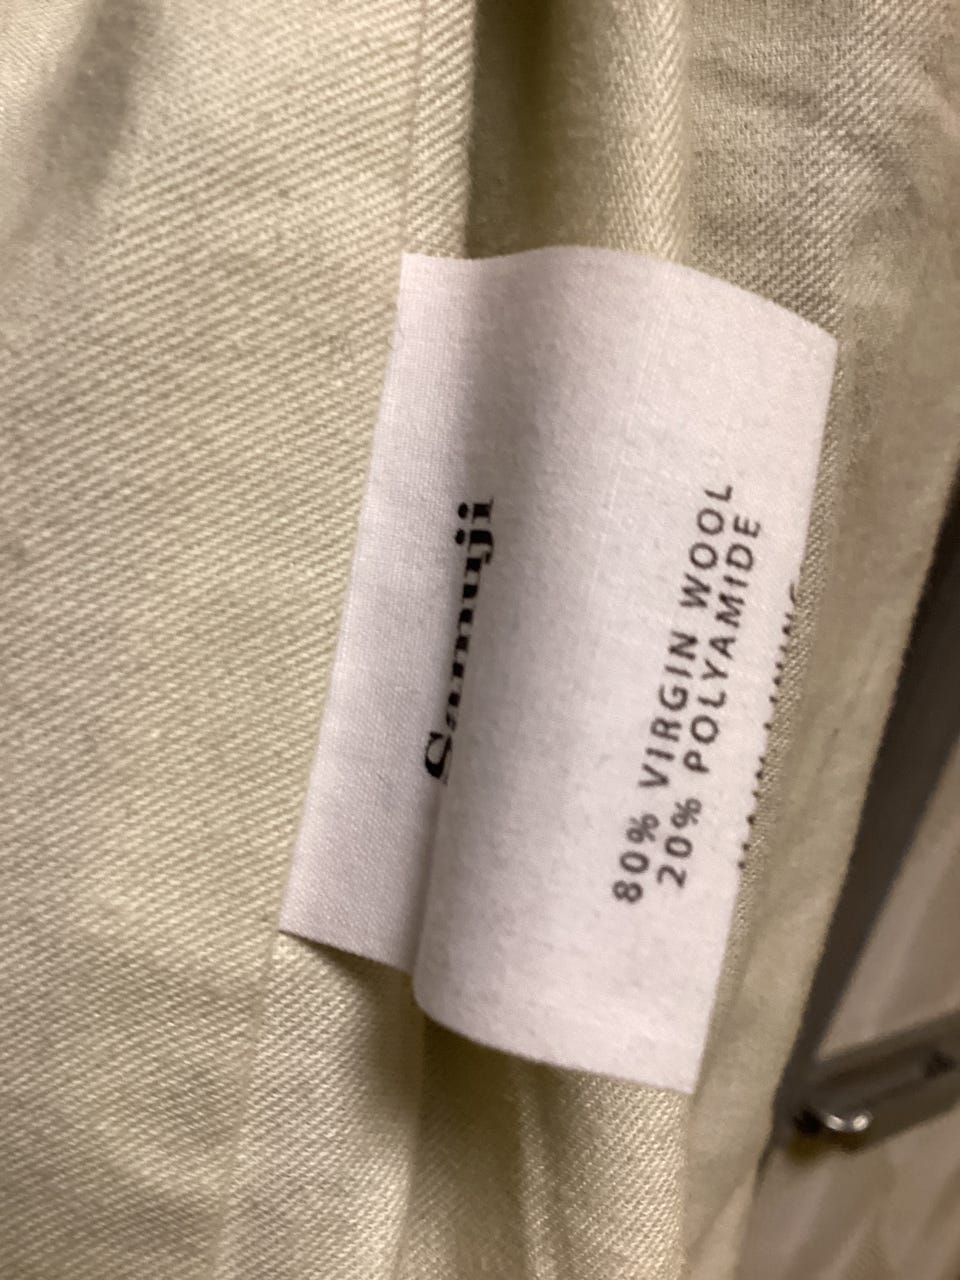 Samuji
80% VIRGIN WOOL
20% POLYAMIDE